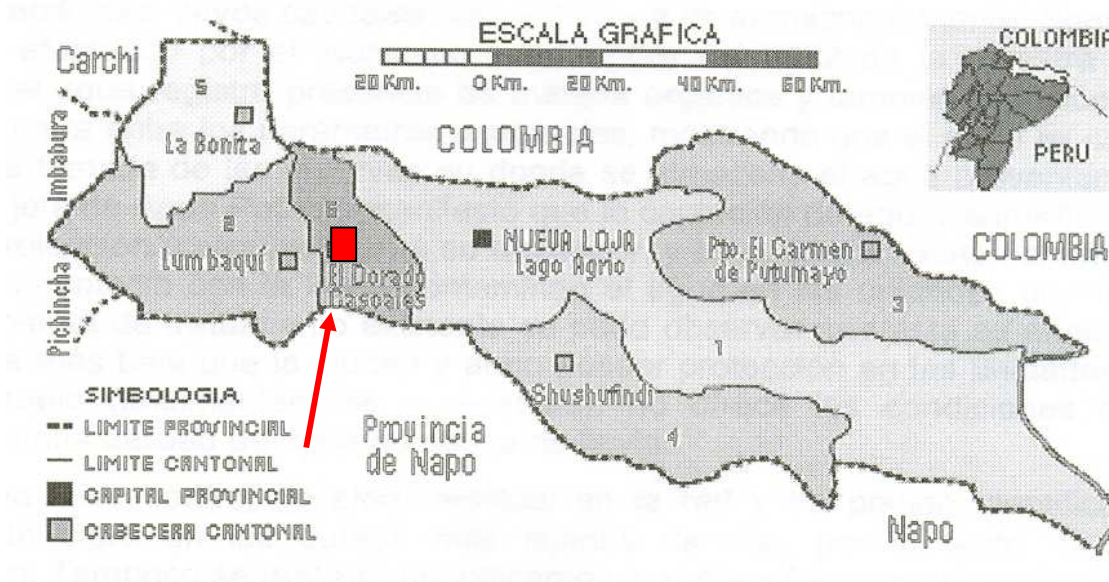 ESCALA GRAFICA
20 Km. 0 Km. 20 Km. 40 Km. 60 Km.
COLOMBIA
PERU
Carchi
Imbabura
Pichincha
5
La Bonita
COLOMBIA
2
Lumbaquí
6
El Dorado
Cascales
NUEVA LOJA
Lago Agrio
Pto. El Carmen
de Putumayo
COLOMBIA
3
1
Shushufindi
4
SIMBOLOGIA
LIMITE PROVINCIAL
LIMITE CANTONAL
CAPITAL PROVINCIAL
CABECERA CANTONAL
Provincia
de Napo
Napo